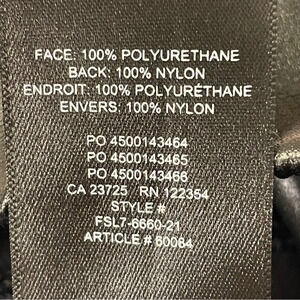 FACE: 100% POLYURETHANE
BACK: 100% NYLON
ENDROIT: 100% POLYURÉTHANE
ENVERS: 100% NYLON
PO 4500143464
PO 4500143465
PO 4500143466
CA 23725 RN 122354
STYLE #
FSL7-6660-21
ARTICLE # 60064